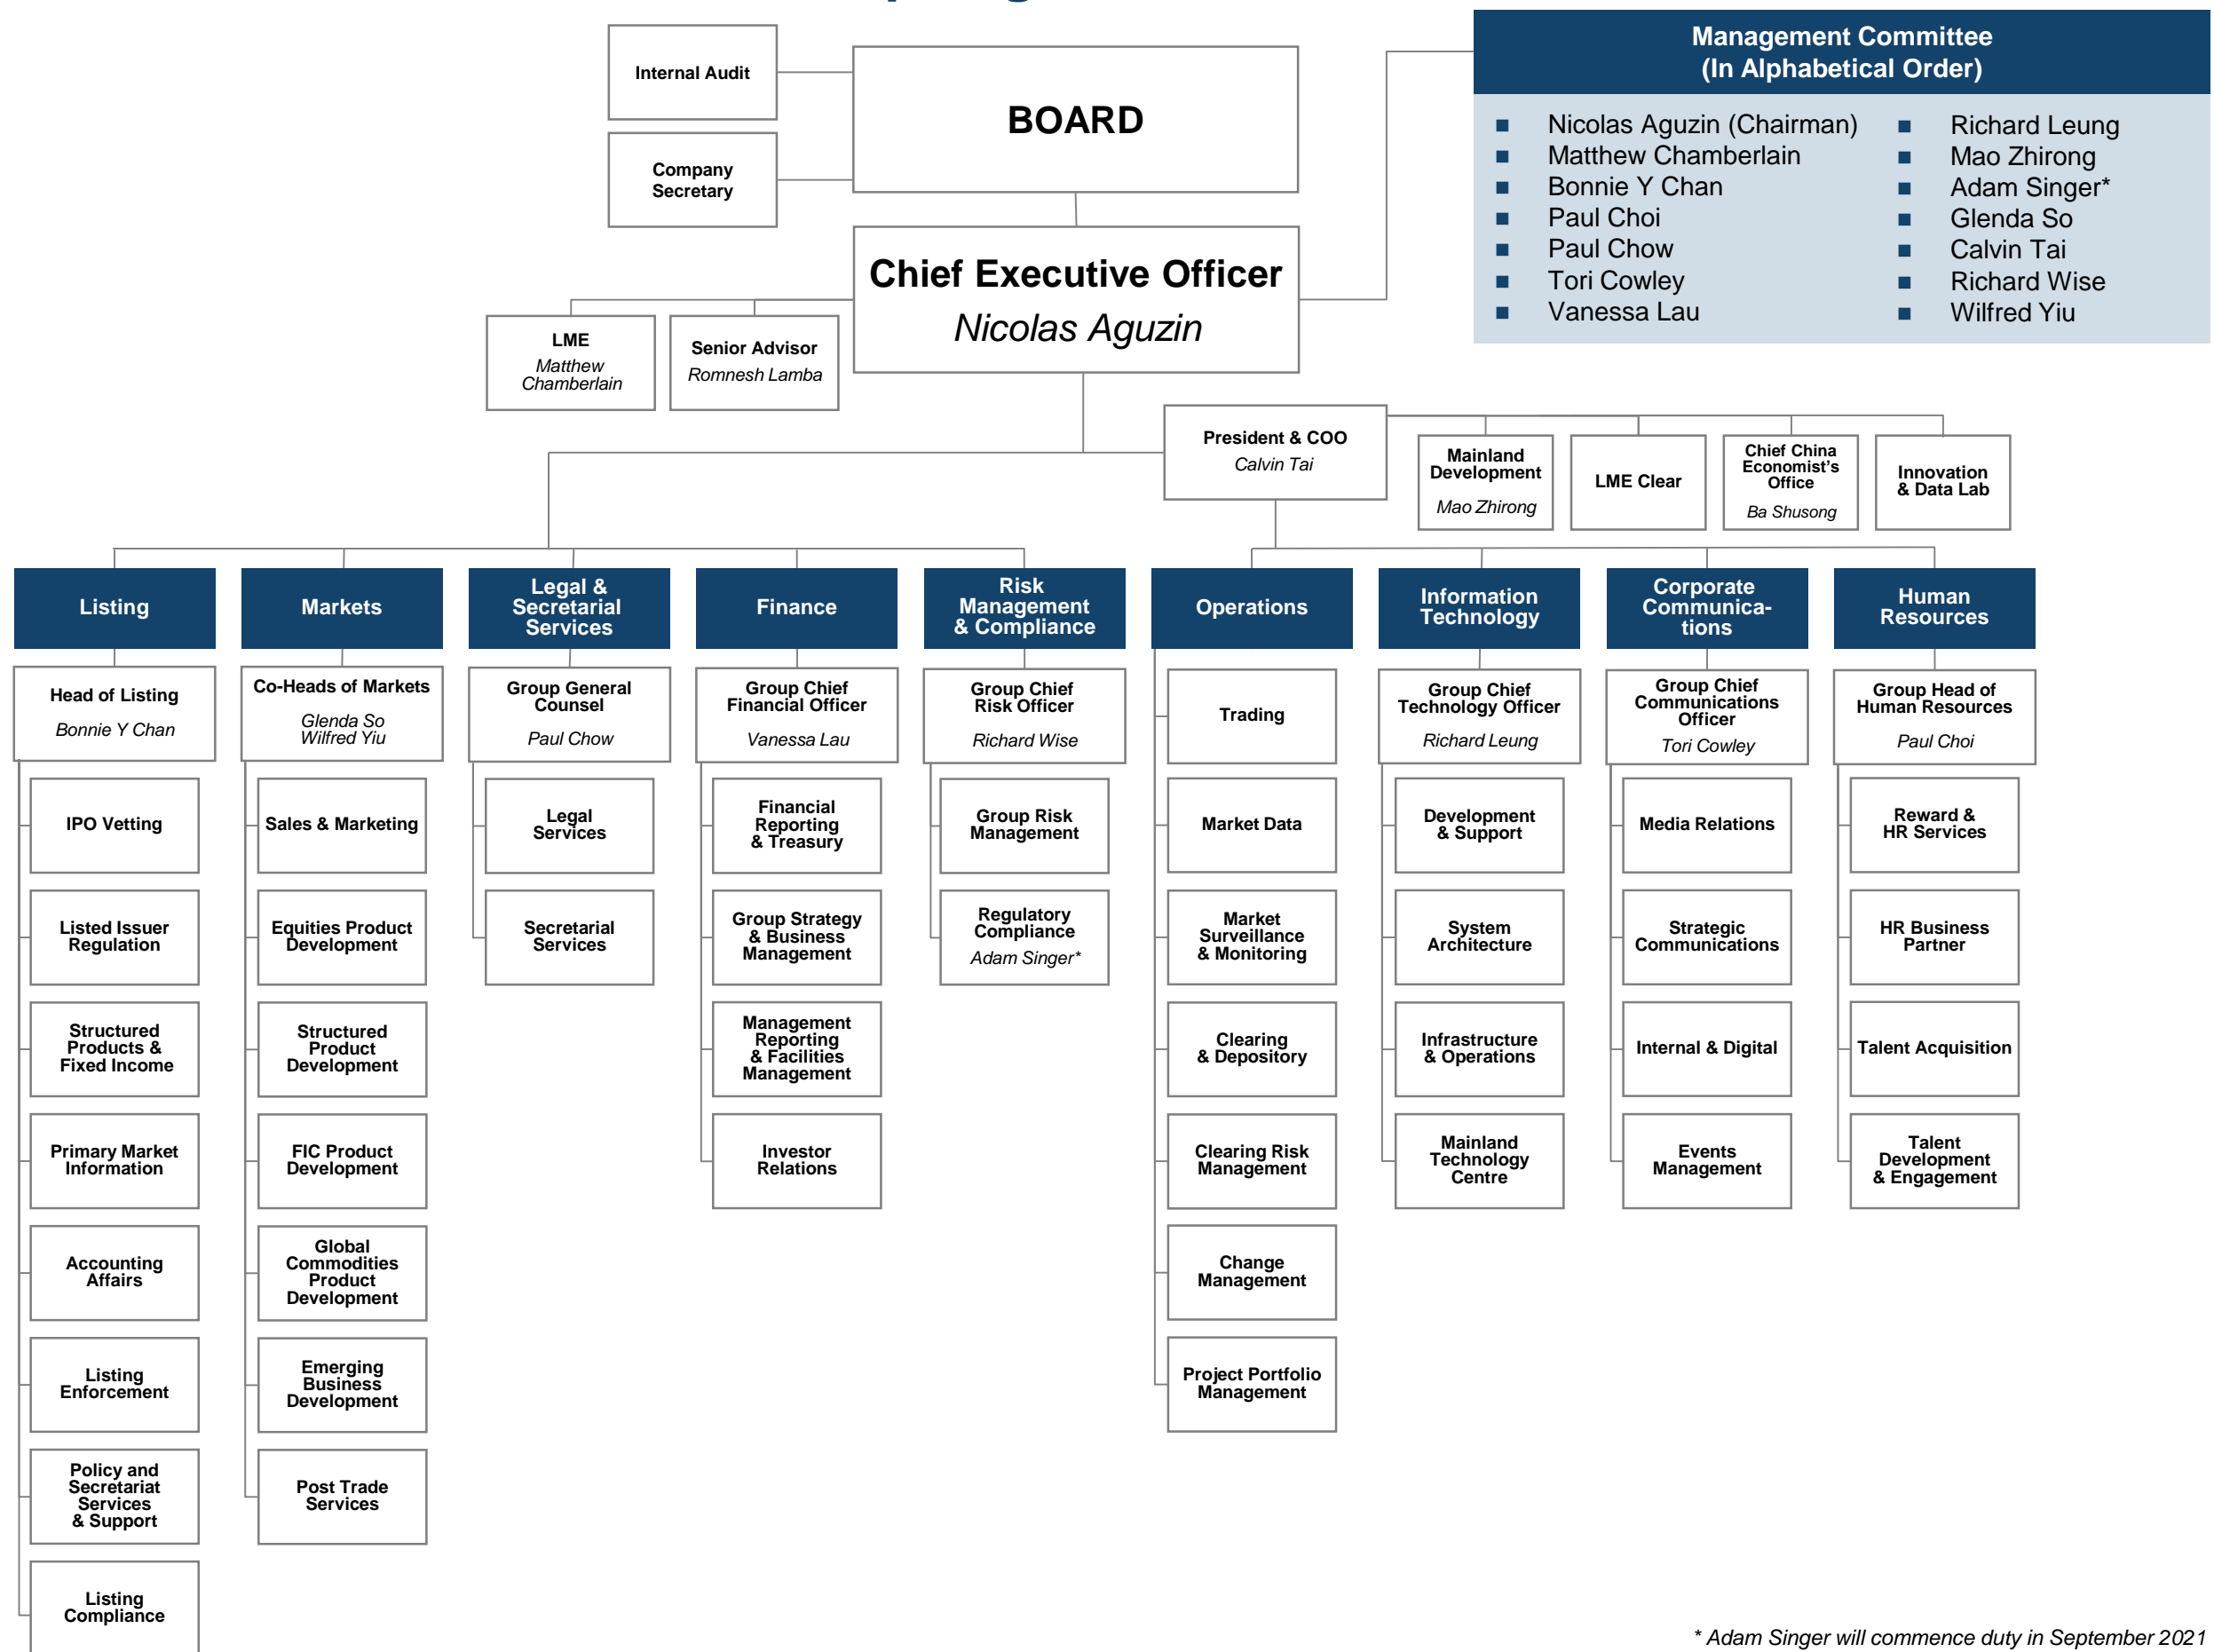 Internal Audit
BOARD
Company
Secretary
Management Committee
(In Alphabetical Order)
■ Nicolas Aguzin (Chairman)
■ Matthew Chamberlain
■ Bonnie Y Chan
■ Paul Choi
■ Paul Chow
■ Tori Cowley
■ Vanessa Lau
■ Richard Leung
■ Mao Zhirong
■ Adam Singer*
■ Glenda So
■ Calvin Tai
■ Richard Wise
■ Wilfred Yiu
Chief Executive Officer
Nicolas Aguzin
LME
Matthew
Chamberlain
Senior Advisor
Romnesh Lamba
President & COO
Calvin Tai
Mainland
Development
Mao Zhirong
LME Clear
Chief China
Economist's
Office
Ba Shusong
Innovation
& Data Lab
Listing
Head of Listing
Bonnie Y Chan
IPO Vetting
Listed Issuer
Regulation
Structured
Products &
Fixed Income
Primary Market
Information
Accounting
Affairs
Listing
Enforcement
Policy and
Secretariat
Services
& Support
Listing
Compliance
Markets
Co-Heads of Markets
Glenda So
Wilfred Yiu
Sales & Marketing
Equities Product
Development
Structured
Product
Development
FIC Product
Development
Global
Commodities
Product
Development
Emerging
Business
Development
Post Trade
Services
Legal &
Secretarial
Services
Group General
Counsel
Paul Chow
Legal
Services
Secretarial
Services
Finance
Group Chief
Financial Officer
Vanessa Lau
Financial
Reporting
& Treasury
Group Strategy
& Business
Management
Management
Reporting
& Facilities
Management
Investor
Relations
Risk
Management
& Compliance
Group Chief
Risk Officer
Richard Wise
Group Risk
Management
Regulatory
Compliance
Adam Singer*
Operations
Trading
Market Data
Market
Surveillance
& Monitoring
Clearing
& Depository
Clearing Risk
Management
Change
Management
Project Portfolio
Management
Information
Technology
Group Chief
Technology Officer
Richard Leung
Development
& Support
System
Architecture
Infrastructure
& Operations
Mainland
Technology
Centre
Corporate
Communica-
tions
Group Chief
Communications
Officer
Tori Cowley
Media Relations
Strategic
Communications
Internal & Digital
Events
Management
Human
Resources
Group Head of
Human Resources
Paul Choi
Reward &
HR Services
HR Business
Partner
Talent Acquisition
Talent
Development
& Engagement
* Adam Singer will commence duty in September 2021